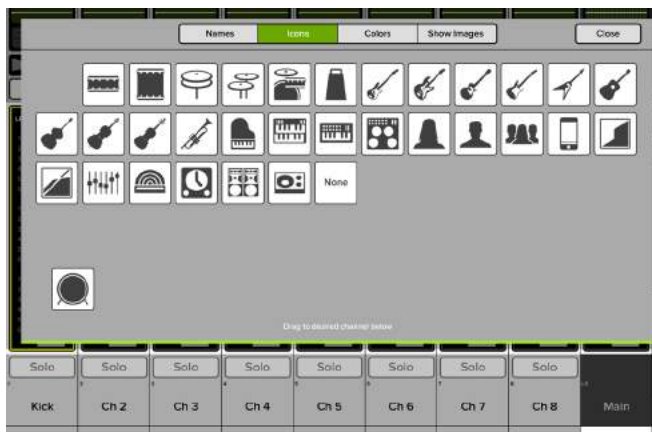 Names Icons Colors Show Images Close
None
Drag to desired channel below
Solo Solo Solo Solo Solo Solo Solo Solo
Kick Ch 2 Ch 3 Ch 4 Ch 5 Ch 6 Ch 7 Ch 8 Main